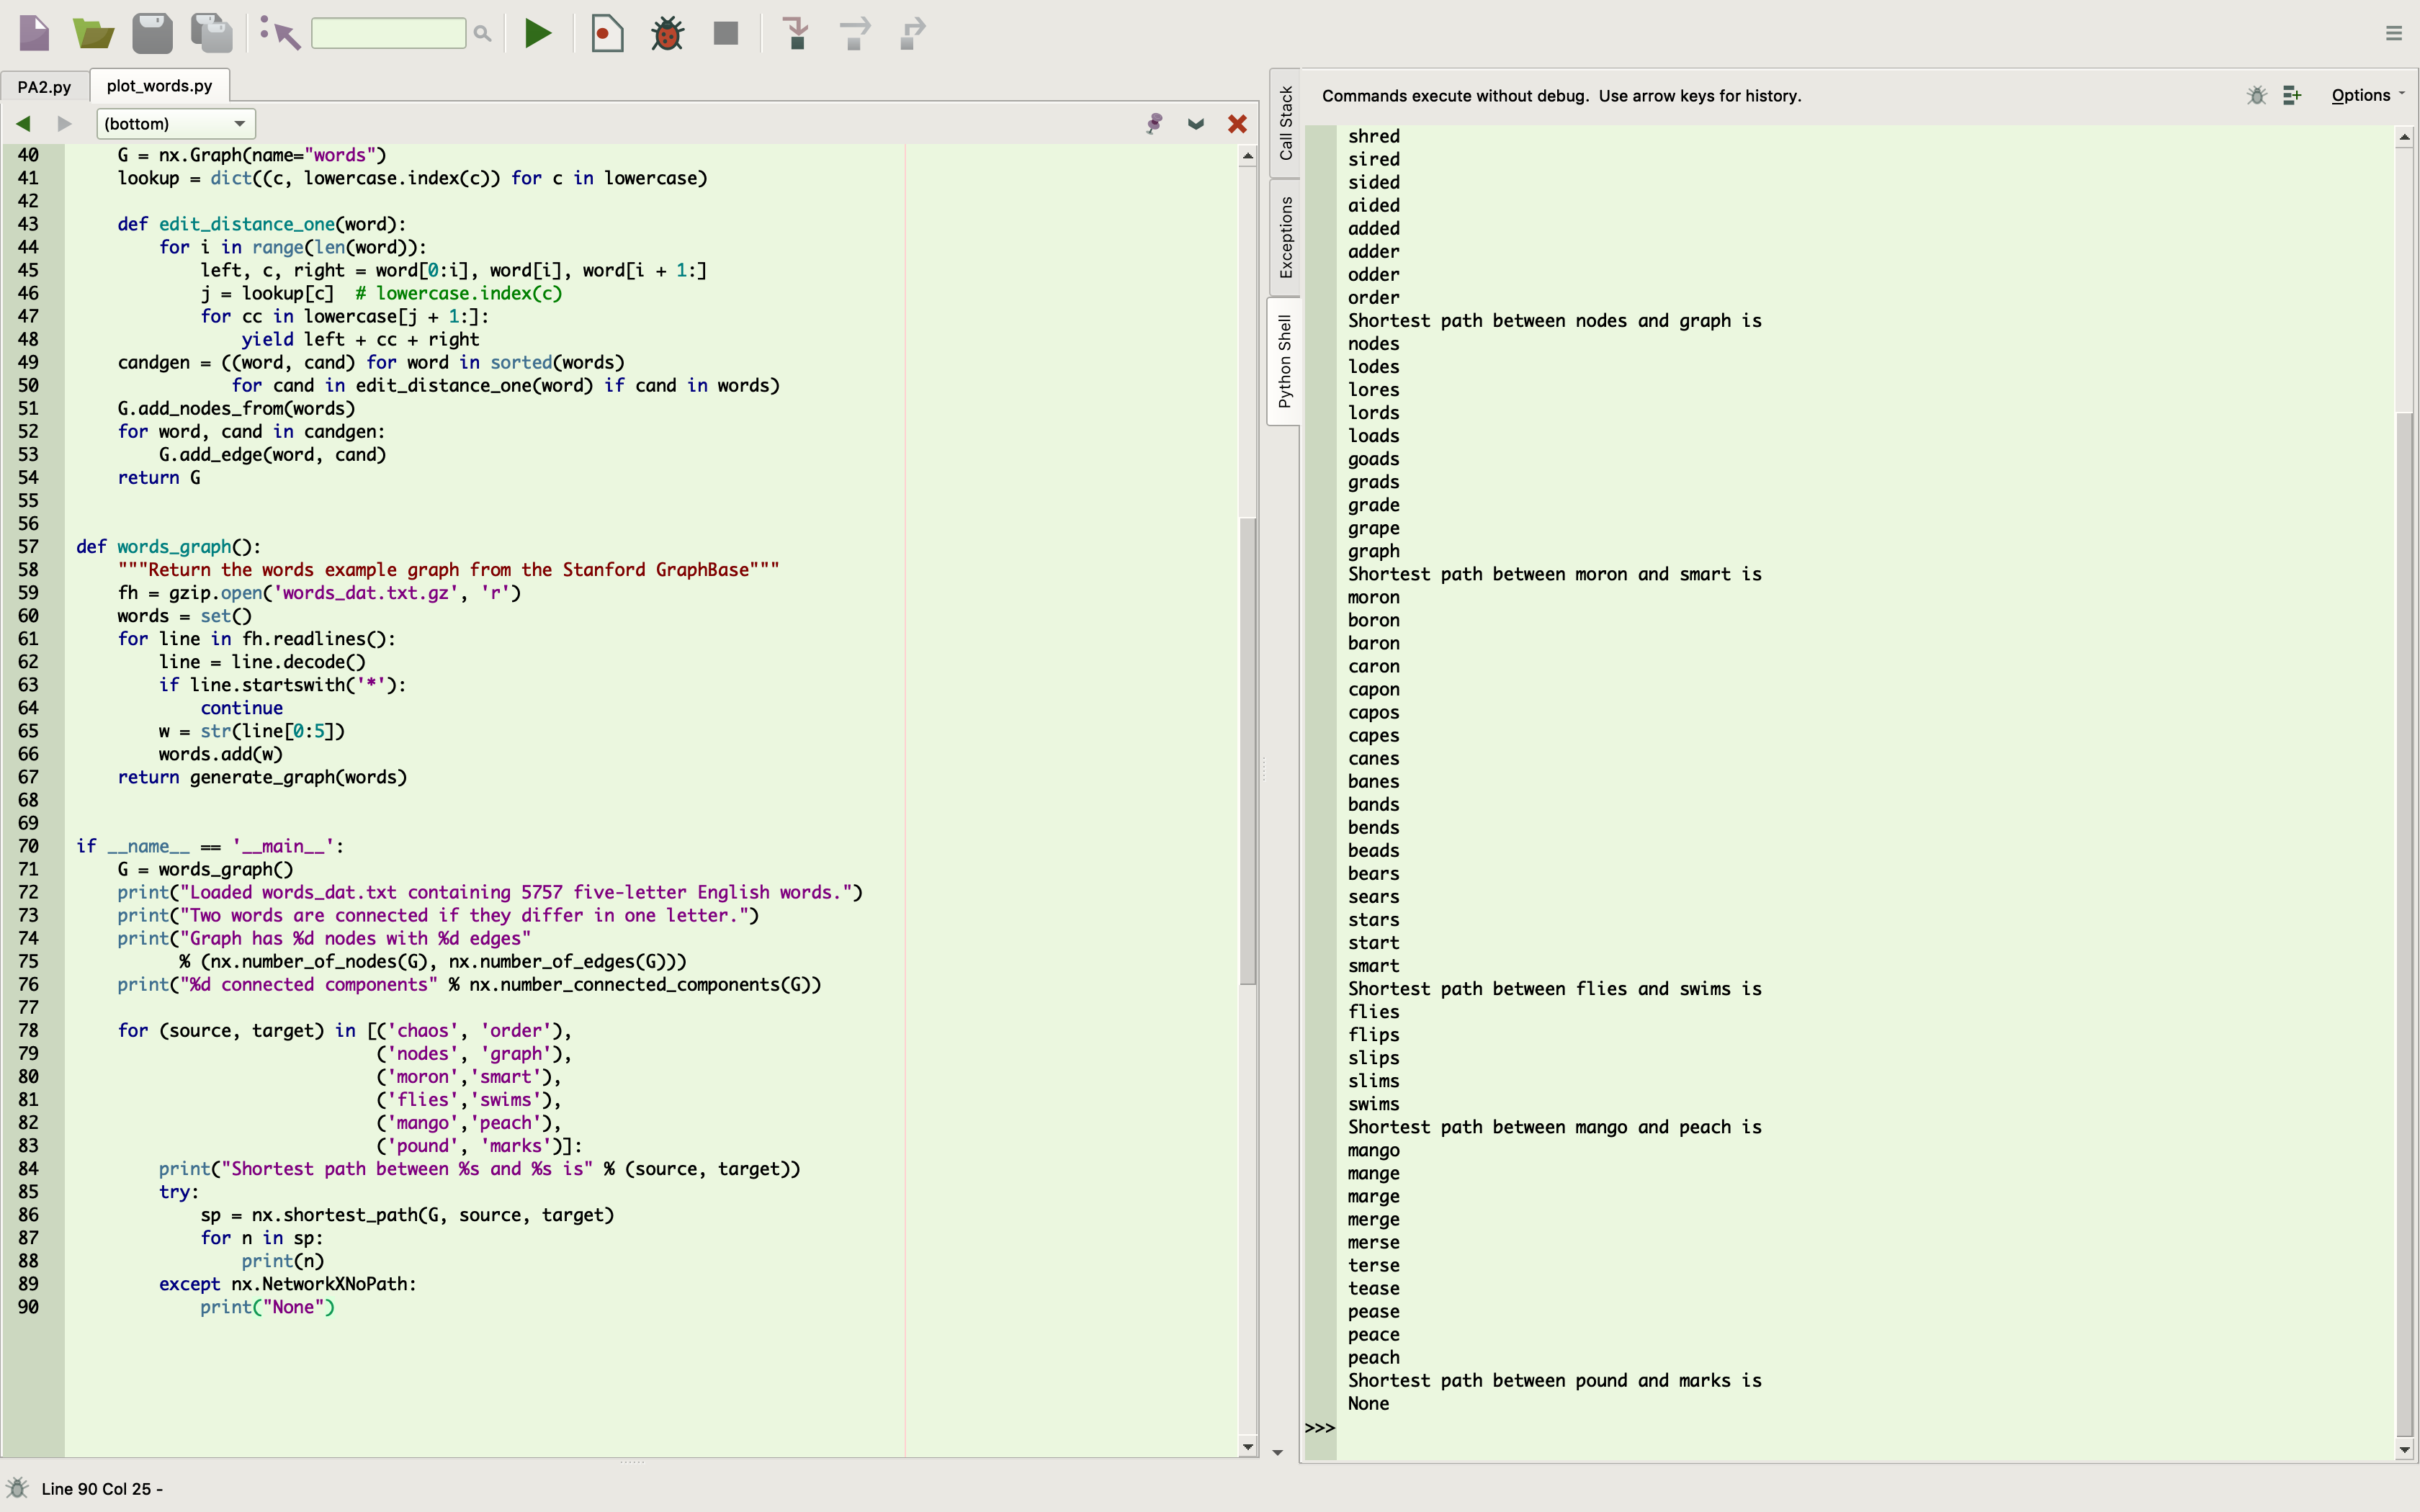 PA2.py
plot_words.py
(bottom)
40     G = nx.Graph(name="words")
41     lookup = dict((c, lowercase.index(c)) for c in lowercase)
42
43     def edit_distance_one(word):
44         for i in range(len(word)):
45             left, c, right = word[0:i], word[i], word[i + 1:]
46             j = lookup[c]  # lowercase.index(c)
47             for cc in lowercase[j + 1:]:
48                 yield left + cc + right
49     candgen = ((word, cand) for word in sorted(words)
50                for cand in edit_distance_one(word) if cand in words)
51     G.add_nodes_from(words)
52     for word, cand in candgen:
53         G.add_edge(word, cand)
54     return G
55
56
57 def words_graph():
58     """Return the words example graph from the Stanford GraphBase"""
59     fh = gzip.open('words_dat.txt.gz', 'r')
60     words = set()
61     for line in fh.readlines():
62         line = line.decode()
63         if line.startswith('*'):
64             continue
65         w = str(line[0:5])
66         words.add(w)
67     return generate_graph(words)
68
69
70 if __name__ == '__main__':
71     G = words_graph()
72     print("Loaded words_dat.txt containing 5757 five-letter English words.")
73     print("Two words are connected if they differ in one letter.")
74     print("Graph has %d nodes with %d edges"
75           % (nx.number_of_nodes(G), nx.number_of_edges(G)))
76     print("%d connected components" % nx.number_connected_components(G))
77
78     for (source, target) in [('chaos', 'order'),
79                              ('nodes', 'graph'),
80                              ('moron','smart'),
81                              ('flies','swims'),
82                              ('mango','peach'),
83                              ('pound', 'marks')]:
84         print("Shortest path between %s and %s is" % (source, target))
85         try:
86             sp = nx.shortest_path(G, source, target)
87             for n in sp:
88                 print(n)
89         except nx.NetworkXNoPath:
90             print("None")
Line 90 Col 25 -
Call Stack
Exceptions
Python Shell
Commands execute without debug.  Use arrow keys for history.
Options
shred
sired
sided
aided
added
adder
odder
order
Shortest path between nodes and graph is
nodes
lodes
lores
lords
loads
goads
grads
grade
grape
graph
Shortest path between moron and smart is
moron
boron
baron
caron
capon
capos
capes
canes
banes
bands
bends
beads
bears
sears
stars
start
smart
Shortest path between flies and swims is
flies
flips
slips
slims
swims
Shortest path between mango and peach is
mango
mange
marge
merge
merse
terse
tease
pease
peace
peach
Shortest path between pound and marks is
None
>>>